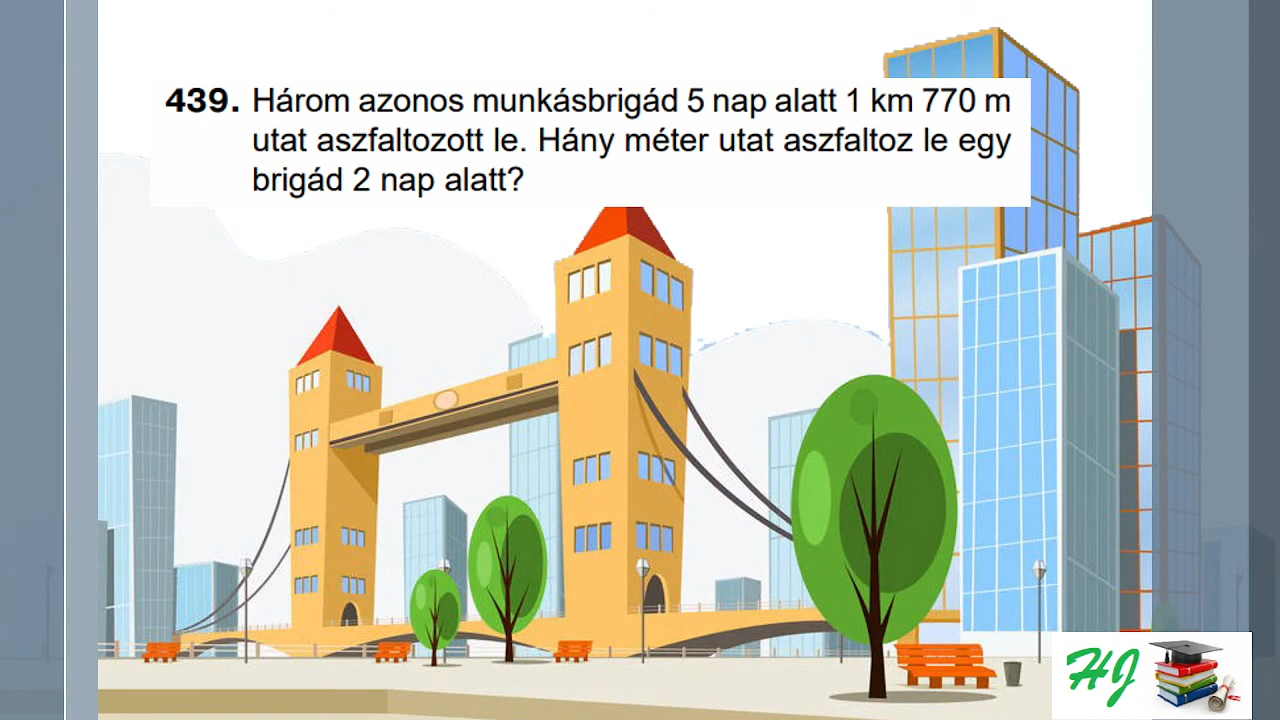 439. Három azonos munkásbrigád 5 nap alatt 1 km 770 m
utat aszfaltozott le. Hány méter utat aszfaltoz le egy
brigád 2 nap alatt?
HJ